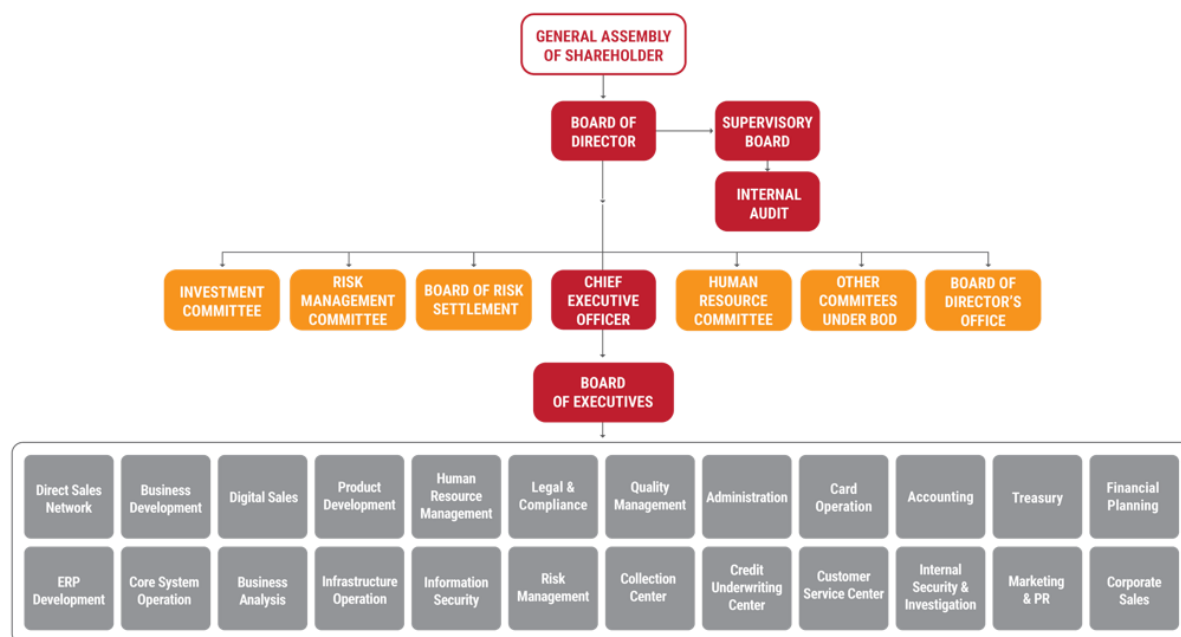 GENERAL ASSEMBLY
OF SHAREHOLDER
BOARD OF
DIRECTOR
SUPERVISORY
BOARD
INTERNAL
AUDIT
INVESTMENT
COMMITTEE
RISK
MANAGEMENT
COMMITTEE
BOARD OF RISK
SETTLEMENT
CHIEF
EXECUTIVE
OFFICER
HUMAN
RESOURCE
COMMITTEE
OTHER
COMMITEES
UNDER BOD
BOARD OF
DIRECTOR'S
OFFICE
BOARD
OF EXECUTIVES
Direct Sales
Network
Business
Development
Digital Sales
Product
Development
Human
Resource
Management
Legal &
Compliance
Quality
Management
Administration
Card
Operation
Accounting
Treasury
Financial
Planning
ERP
Development
Core System
Operation
Business
Analysis
Infrastructure
Operation
Information
Security
Risk
Management
Collection
Center
Credit
Underwriting
Center
Customer
Service Center
Internal
Security &
Investigation
Marketing
& PR
Corporate
Sales